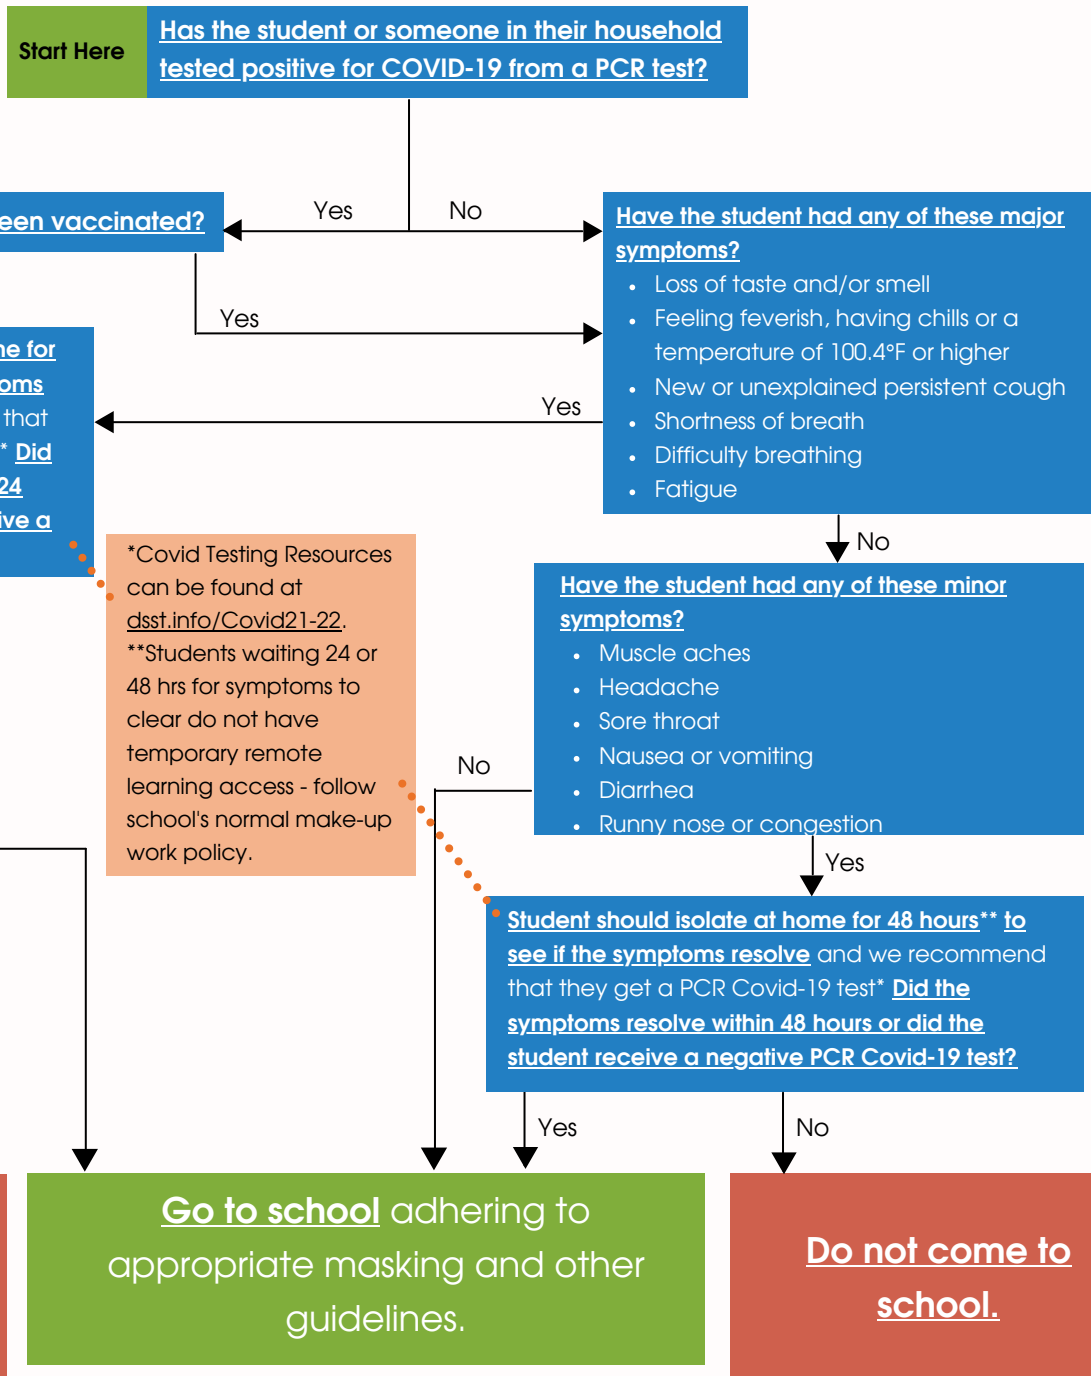 Start Here
Has the student or someone in their household
tested positive for COVID-19 from a PCR test?
Yes
No
een vaccinated?
Have the student had any of these major
symptoms?
• Loss of taste and/or smell
• Feeling feverish, having chills or a
temperature of 100.4°F or higher
• New or unexplained persistent cough
• Shortness of breath
• Difficulty breathing
• Fatigue
Yes
Yes
ne for
oms
that
* Did
24
ive a
No
*Covid Testing Resources
can be found at
dsst.info/Covid21-22.
**Students waiting 24 or
48 hrs for symptoms to
clear do not have
temporary remote
learning access - follow
school's normal make-up
work policy.
Have the student had any of these minor
symptoms?
• Muscle aches
• Headache
• Sore throat
• Nausea or vomiting
• Diarrhea
• Runny nose or congestion
No
Yes
Student should isolate at home for 48 hours** to
see if the symptoms resolve and we recommend
that they get a PCR Covid-19 test* Did the
symptoms resolve within 48 hours or did the
student receive a negative PCR Covid-19 test?
Yes
No
Go to school adhering to
appropriate masking and other
guidelines.
Do not come to
school.